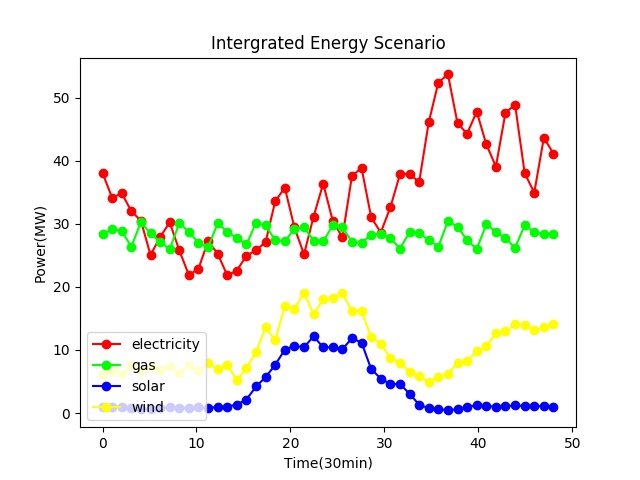 Intergrated Energy Scenario
Power(MW)
50
40
30
20
10
0
electricity
gas
solar
wind
0 10 20 30 40 50
Time(30min)